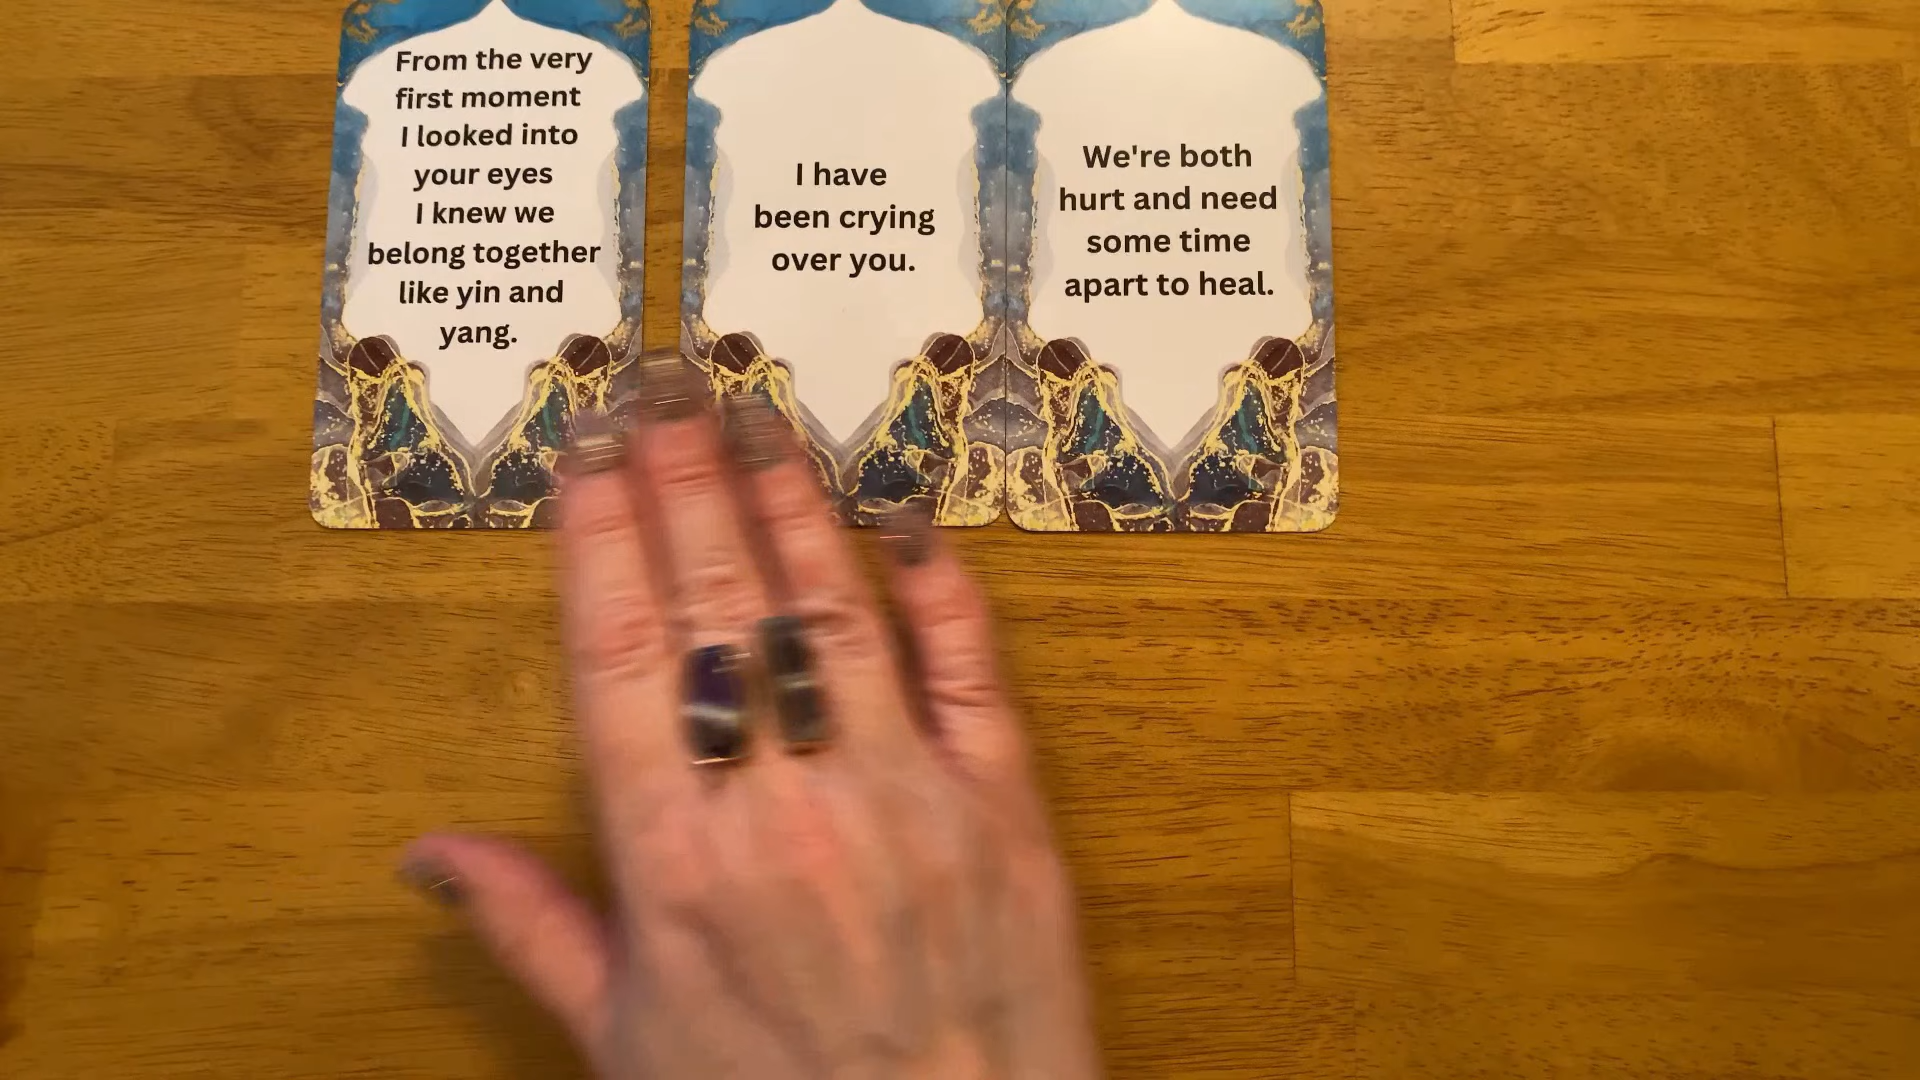 From the very
first moment
I looked into
your eyes
I knew we
belong together
like yin and
yang.
I have
been crying
over you.
We're both
hurt and need
some time
apart to heal.